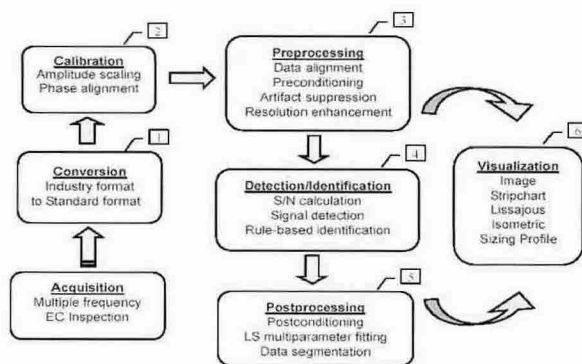 2
Calibration
Amplitude scaling
Phase alignment
3
Preprocessing
Data alignment
Preconditioning
Artifact suppression
Resolution enhancement
1
Conversion
Industry format
to Standard format
4
Detection/Identification
S/N calculation
Signal detection
Rule-based identification
6
Visualization
Image
Stripchart
Lissajous
Isometric
Sizing Profile
Acquisition
Multiple frequency
EC Inspection
5
Postprocessing
Postconditioning
LS multiparameter fitting
Data segmentation